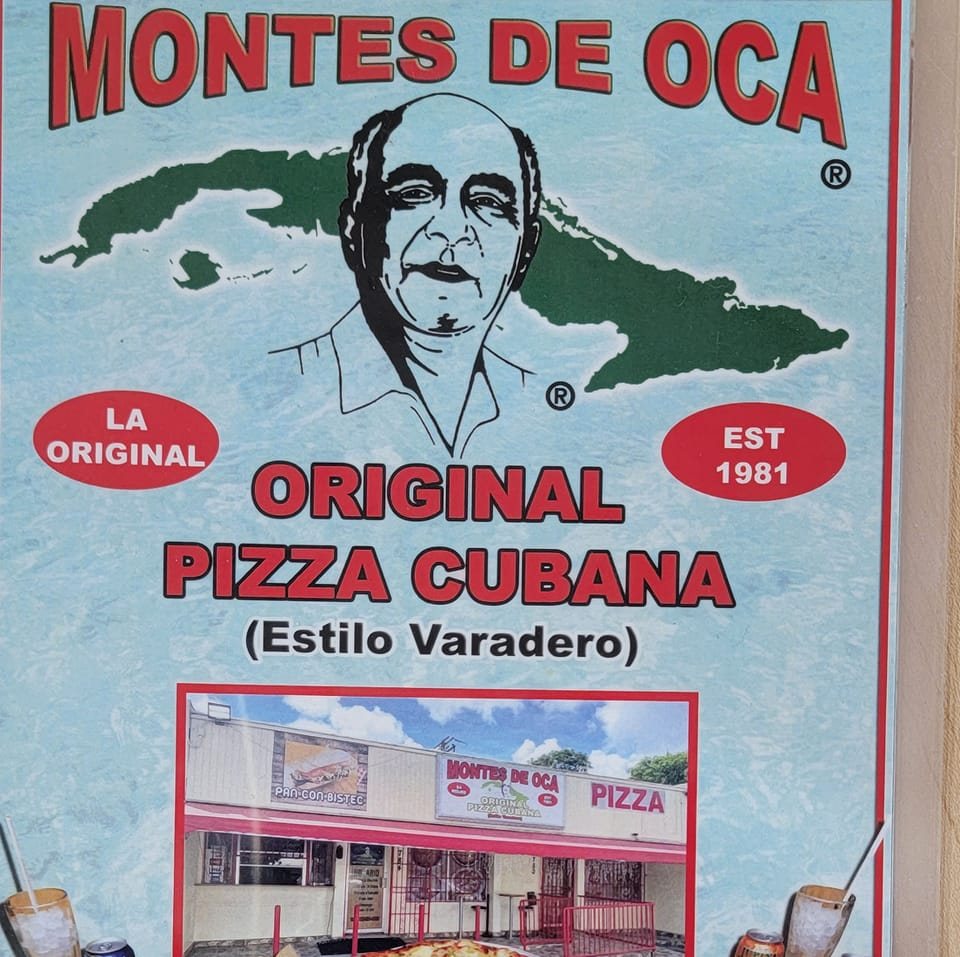 MONTES DE OCA
®
®
LA
ORIGINAL
EST
1981
ORIGINAL
PIZZA CUBANA
(Estilo Varadero)
PAN CON BISTEC
MONTES DE OCA
ORIGINAL
PIZZA CUBANA
PIZZA